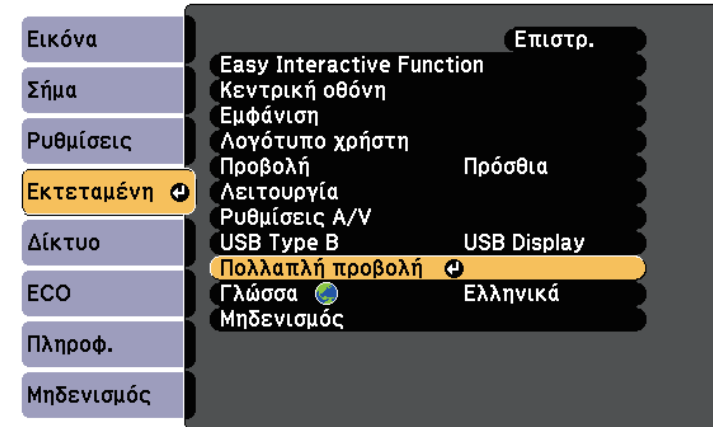 Εικόνα
Σήμα
Ρυθμίσεις
Εκτεταμένη
Δίκτυο
ECO
Πληροφ.
Μηδενισμός
Επιστρ.
Easy Interactive Function
Κεντρική οθόνη
Εμφάνιση
Λογότυπο χρήστη
Προβολή Πρόσθια
Λειτουργία
Ρυθμίσεις A/V
USB Type B USB Display
Πολλαπλή προβολή
Γλώσσα Ελληνικά
Μηδενισμός